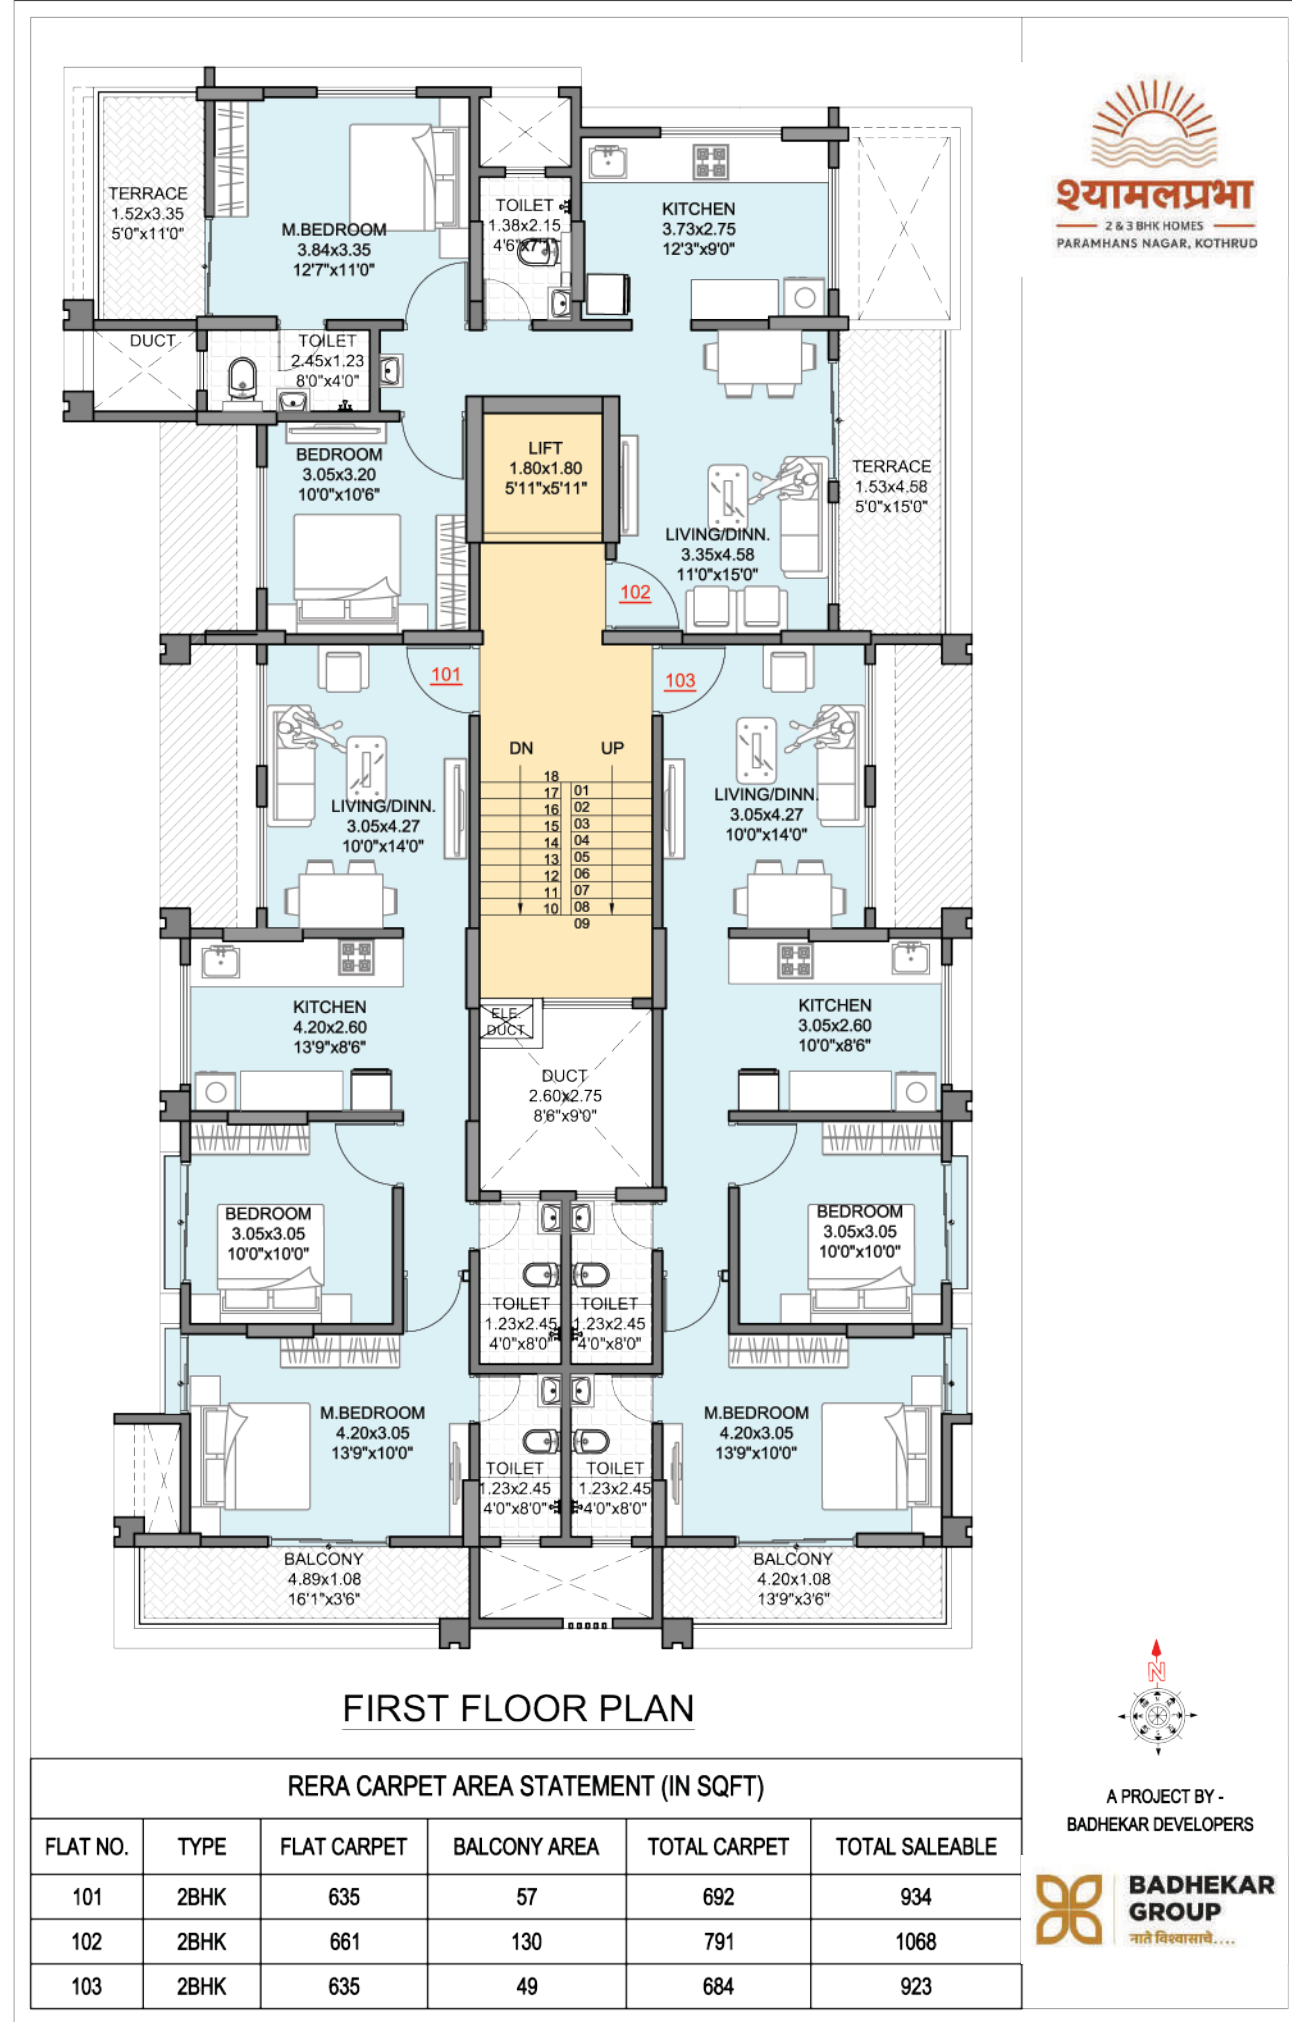 श्यामलप्रभा
2 & 3 BHK HOMES
PARAMHANS NAGAR, KOTHRUD
TERRACE
1.52x3.35
5'0"x11'0"
M.BEDROOM
3.84x3.35
12'7"x11'0"
TOILET
1.38x2.15
4'6"x7'
KITCHEN
3.73x2.75
12'3"x9'0"
DUCT
TOILET
2.45x1.23
8'0"x4'0"
BEDROOM
3.05x3.20
10'0"x10'6"
LIFT
1.80x1.80
5'11"x5'11"
TERRACE
1.53x4.58
5'0"x15'0"
LIVING/DINN.
3.35x4.58
11'0"x15'0"
102
101
103
DN
UP
18
17
16
15
14
13
12
11
10
01
02
03
04
05
06
07
08
09
LIVING/DINN.
3.05x4.27
10'0"x14'0"
LIVING/DINN.
3.05x4.27
10'0"x14'0"
KITCHEN
4.20x2.60
13'9"x8'6"
ELE.
DUCT
KITCHEN
3.05x2.60
10'0"x8'6"
DUCT
2.60x2.75
8'6"x9'0"
BEDROOM
3.05x3.05
10'0"x10'0"
BEDROOM
3.05x3.05
10'0"x10'0"
TOILET
1.23x2.45
4'0"x8'0"
TOILET
1.23x2.45
4'0"x8'0"
M.BEDROOM
4.20x3.05
13'9"x10'0"
M.BEDROOM
4.20x3.05
13'9"x10'0"
TOILET
1.23x2.45
4'0"x8'0"
TOILET
1.23x2.45
4'0"x8'0"
BALCONY
4.89x1.08
16'1"x3'6"
BALCONY
4.20x1.08
13'9"x3'6"
FIRST FLOOR PLAN
N
RERA CARPET AREA STATEMENT (IN SQFT)
FLAT NO. TYPE FLAT CARPET BALCONY AREA TOTAL CARPET TOTAL SALEABLE
101 2BHK 635 57 692 934
102 2BHK 661 130 791 1068
103 2BHK 635 49 684 923
A PROJECT BY -
BADHEKAR DEVELOPERS
BADHEKAR
GROUP
नाते विश्वासाचे....